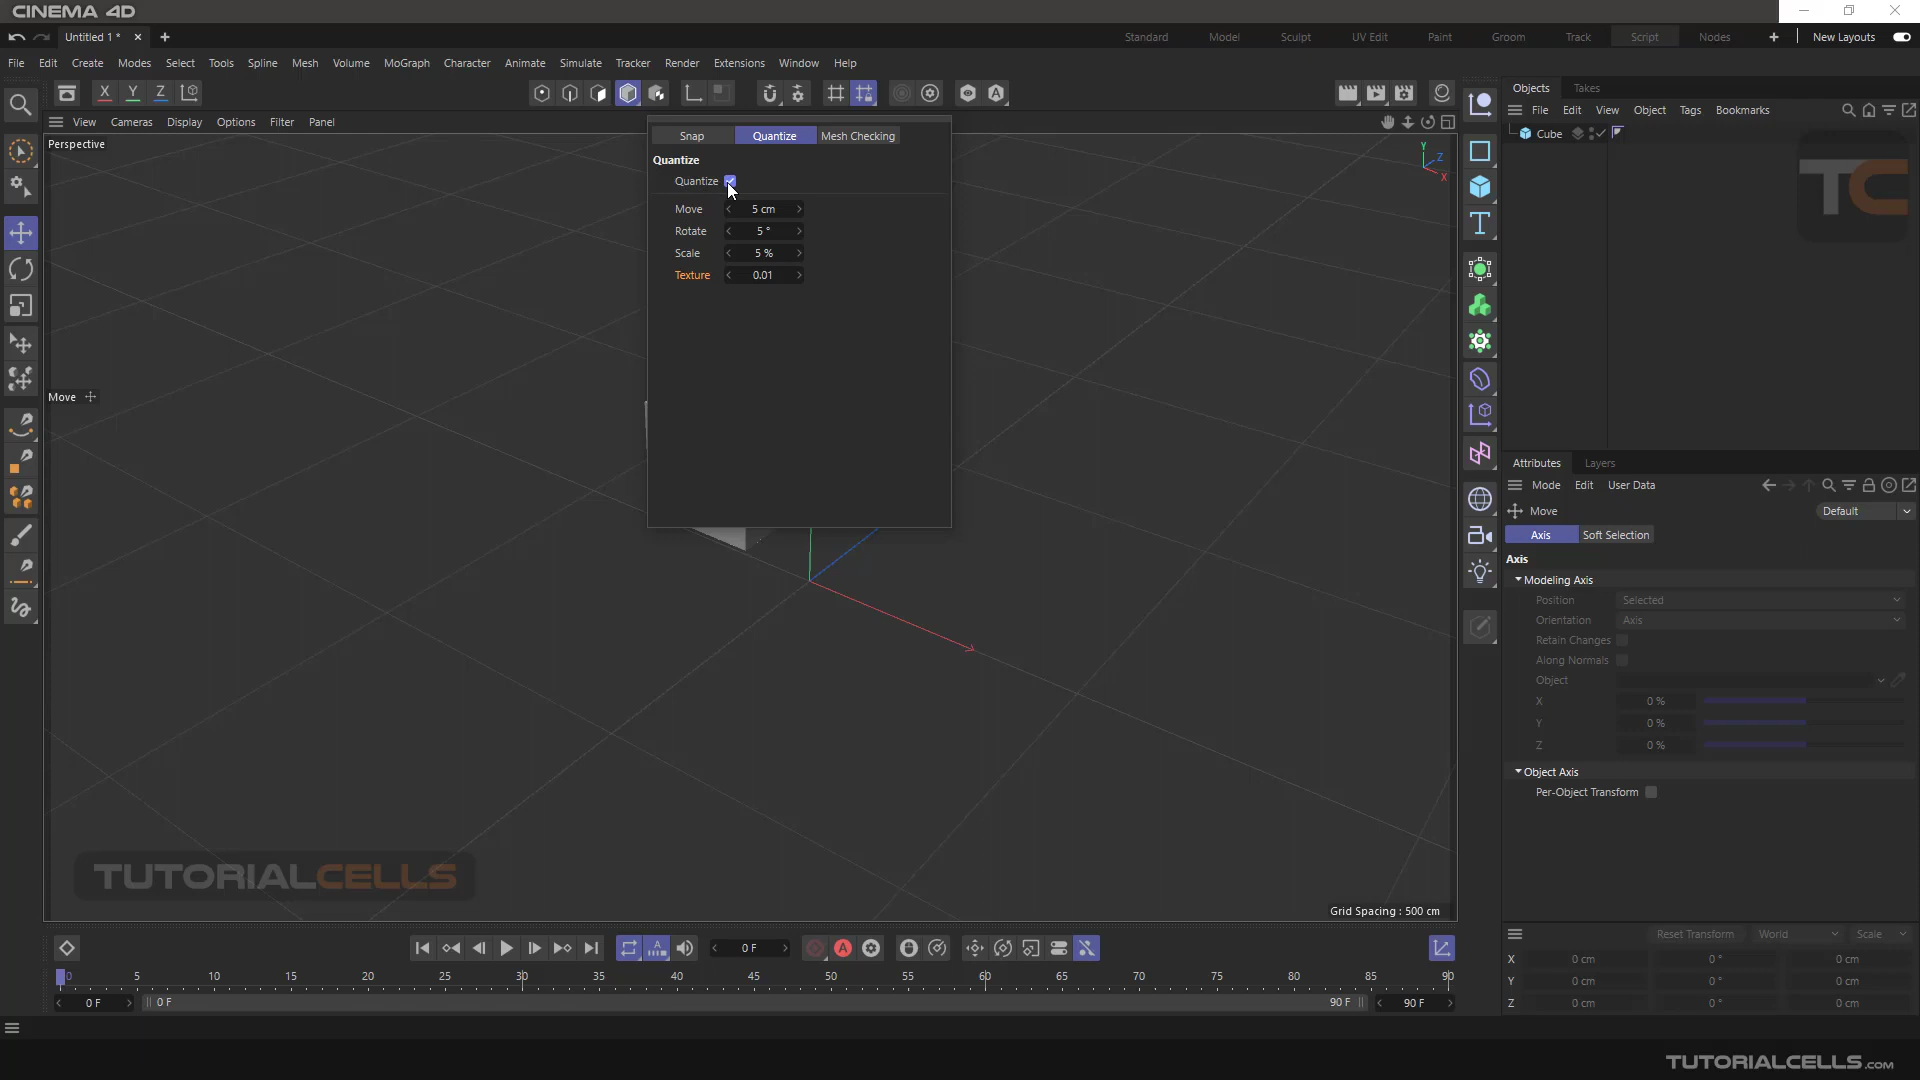 CINEMA 4D
Untitled 1 *
Standard Model Sculpt UV Edit Paint Groom Track Script Nodes New Layouts
File Edit Create Modes Select Tools Spline Mesh Volume MoGraph Character Animate Simulate Tracker Render Extensions Window Help
X Y Z
A
View Cameras Display Options Filter Panel
Perspective
Snap Quantize Mesh Checking
Quantize
Quantize
Move 5 cm
Rotate 5 °
Scale 5 %
Texture 0.01
Y
Z
X
Move
TUTORIALCELLS
Grid Spacing : 500 cm
Objects Takes
File Edit View Object Tags Bookmarks
Cube
TC
Attributes Layers
Mode Edit User Data
Move Default
Axis Soft Selection
Axis
Modeling Axis
Position Selected
Orientation Axis
Retain Changes
Along Normals
Object
X 0 %
Y 0 %
Z 0 %
Object Axis
Per-Object Transform
Reset Transform World Scale
X 0 cm 0 ° 0 cm
Y 0 cm 0 ° 0 cm
Z 0 cm 0 ° 0 cm
A 0 F A
0 5 10 15 20 25 30 35 40 45 50 55 60 65 70 75 80 85 90
0 F 0 F 90 F 90 F
TUTORIALCELLS.com